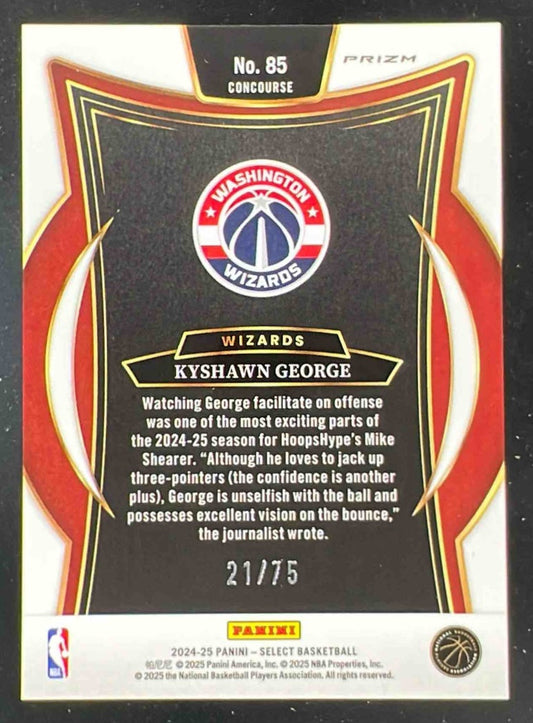 No. 85
PRIZM
CONCOURSE
WASHINGTON
WIZARDS
WIZARDS
KYSHAWN GEORGE
Watching George facilitate on offense
was one of the most exciting parts of
the 2024-25 season for HoopsHype's Mike
Shearer. "Although he loves to jack up
three-pointers (the confidence is another
plus), George is unselfish with the ball and
possesses excellent vision on the bounce,"
the journalist wrote.
21/75
PANINI
2024-25 PANINI – SELECT BASKETBALL
帕尼尼 © 2025 Panini America, Inc. © 2025 NBA Properties, Inc.
© 2025 the National Basketball Players Association. All rights reserved.
NBA